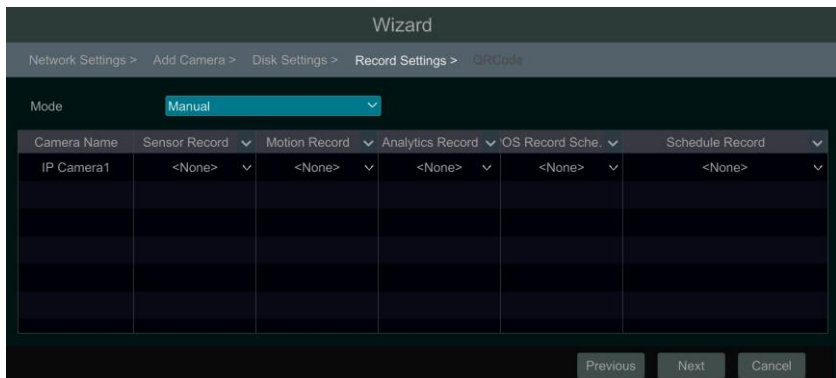 Wizard
Network Settings > Add Camera > Disk Settings > Record Settings > QRCode
Mode Manual
Camera Name Sensor Record Motion Record Analytics Record OS Record Sche. Schedule Record
IP Camera1 <None> <None> <None> <None> <None>
Previous Next Cancel